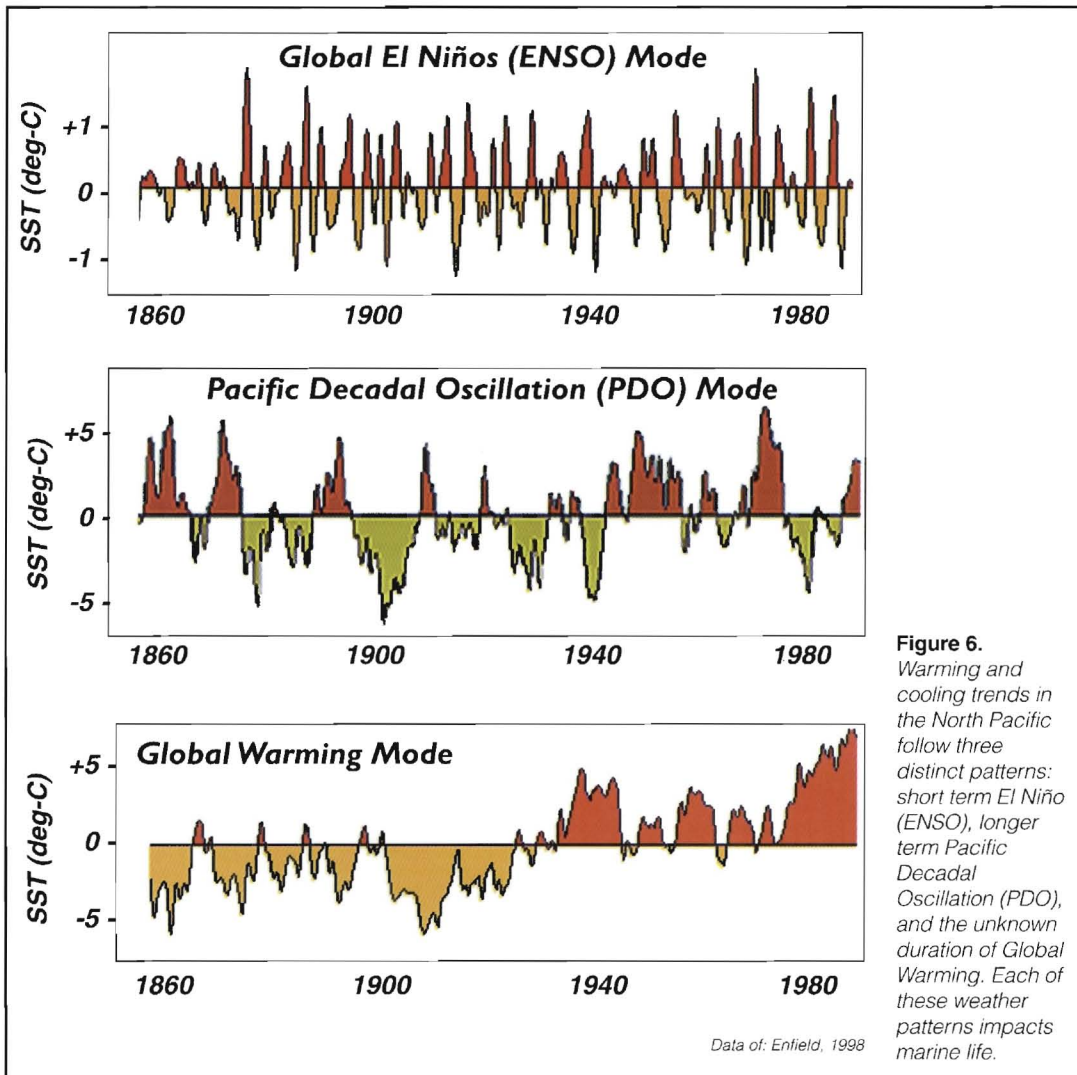 Global El Niños (ENSO) Mode
SST (deg-C)
+1
0
-1
1860 1900 1940 1980
Pacific Decadal Oscillation (PDO) Mode
SST (deg-C)
+5
0
-5
1860 1900 1940 1980
Global Warming Mode
SST (deg-C)
+5
0
-5
1860 1900 1940 1980
Data of: Enfield, 1998
Figure 6.
Warming and
cooling trends in
the North Pacific
follow three
distinct patterns:
short term El Niño
(ENSO), longer
term Pacific
Decadal
Oscillation (PDO),
and the unknown
duration of Global
Warming. Each of
these weather
patterns impacts
marine life.